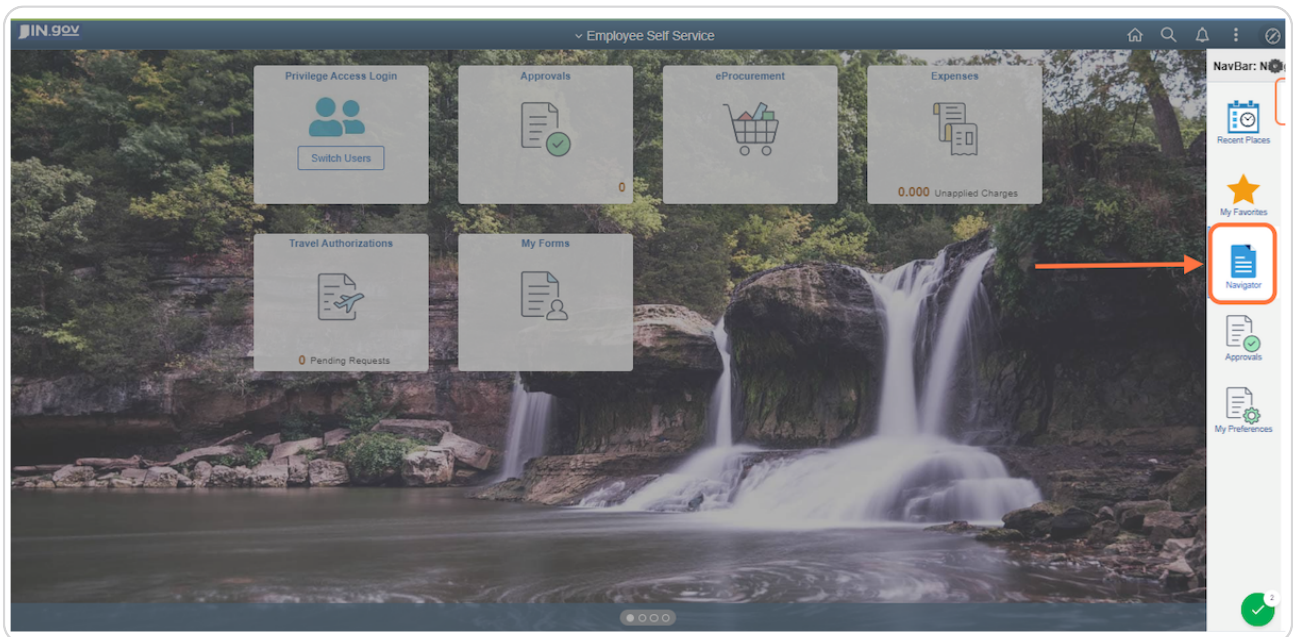 IN.gov
Employee Self Service
NavBar:
Privilege Access Login
Switch Users
Approvals
0
eProcurement
Expenses
0.000 Unapplied Charges
Travel Authorizations
0 Pending Requests
My Forms
Recent Places
My Favorites
Navigator
Approvals
My Preferences
2